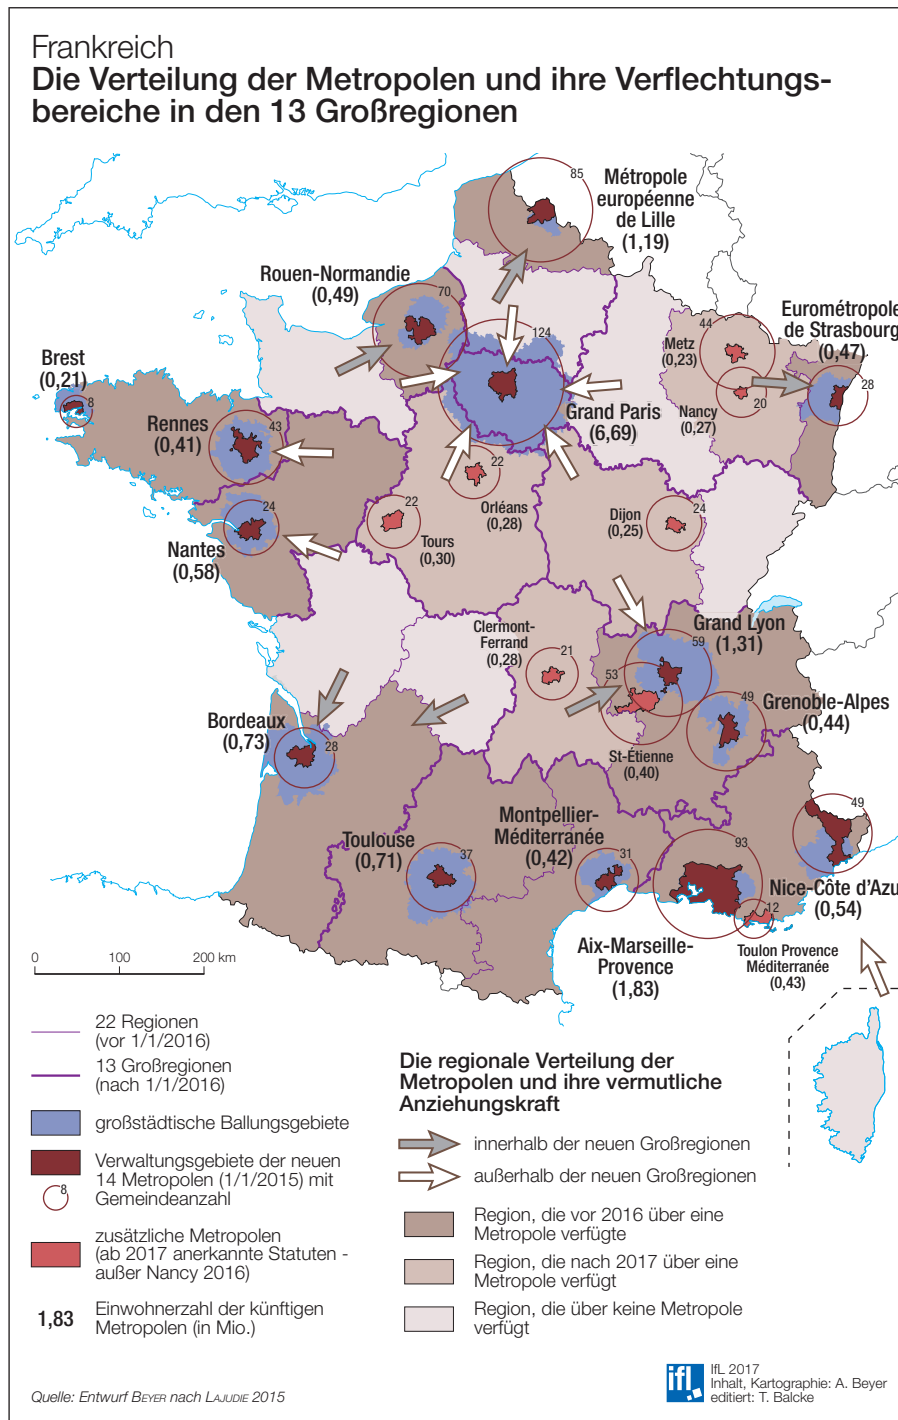 Frankreich
Die Verteilung der Metropolen und ihre Verflechtungs-
bereiche in den 13 Großregionen
85
Métropole
européenne
de Lille
(1,19)
Rouen-Normandie
(0,49)
70
124
Grand Paris
(6,69)
44
Metz
(0,23)
Nancy
(0,27)
20
Eurométropole
de Strasbourg
(0,47)
28
Brest
(0,21)
8
Rennes
(0,41)
43
Nantes
(0,58)
24
22
Orléans
(0,28)
22
Tours
(0,30)
Dijon
(0,25)
24
Clermont-
Ferrand
(0,28)
21
Grand Lyon
(1,31)
59
53
St-Étienne
(0,40)
49
Grenoble-Alpes
(0,44)
Bordeaux
(0,73)
28
Toulouse
(0,71)
37
Montpellier-
Méditerranée
(0,42)
31
93
Aix-Marseille-
Provence
(1,83)
49
Nice-Côte d’Azu
(0,54)
12
Toulon Provence
Méditerranée
(0,43)
0 100 200 km
22 Regionen
(vor 1/1/2016)
13 Großregionen
(nach 1/1/2016)
großstädtische Ballungsgebiete
Verwaltungsgebiete der neuen
14 Metropolen (1/1/2015) mit
Gemeindeanzahl
8
zusätzliche Metropolen
(ab 2017 anerkannte Statuten -
außer Nancy 2016)
1,83 Einwohnerzahl der künftigen
Metropolen (in Mio.)
Die regionale Verteilung der
Metropolen und ihre vermutliche
Anziehungskraft
innerhalb der neuen Großregionen
außerhalb der neuen Großregionen
Region, die vor 2016 über eine
Metropole verfügte
Region, die nach 2017 über eine
Metropole verfügt
Region, die über keine Metropole
verfügt
Quelle: Entwurf BEYER nach LAJUDIE 2015
ifl
IfL 2017
Inhalt, Kartographie: A. Beyer
editiert: T. Balcke